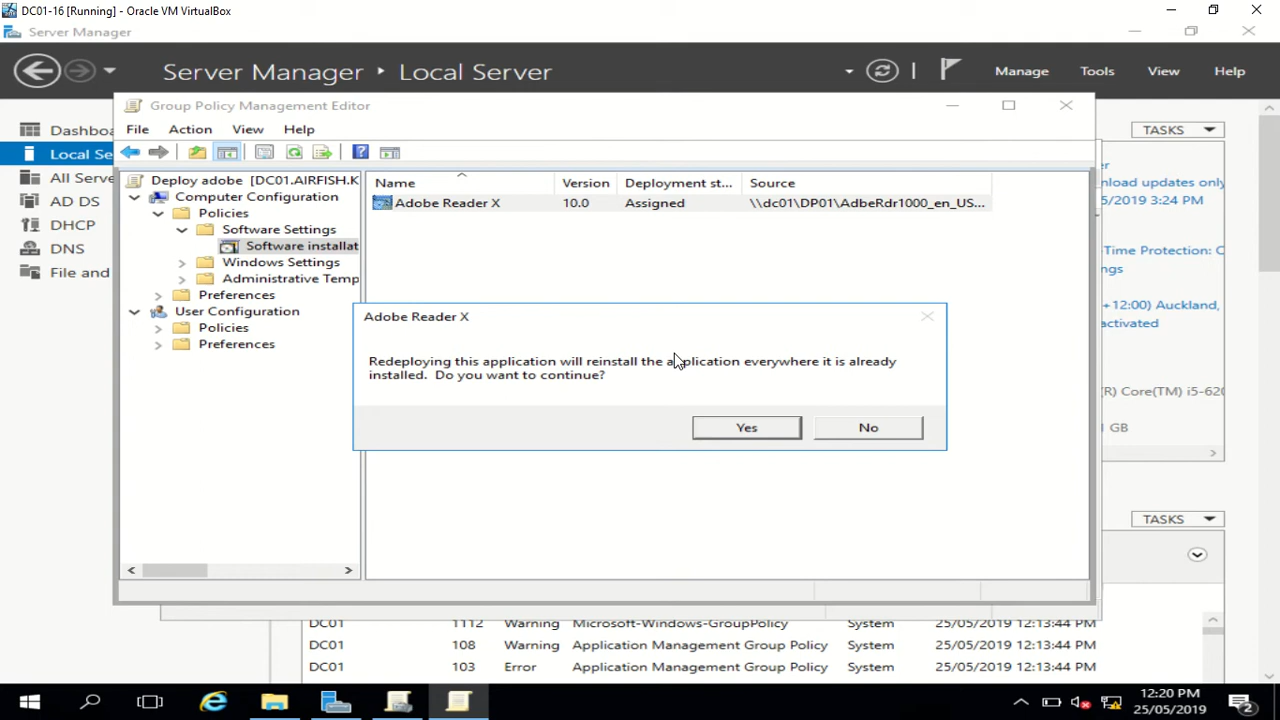 DC01-16 [Running] - Oracle VM VirtualBox
Server Manager
Server Manager ‣ Local Server
Manage Tools View Help
Dashboa
Local Se
All Serve
AD DS
DHCP
DNS
File and
TASKS
Group Policy Management Editor
File Action View Help
Deploy adobe [DC01.AIRFISH.K
Computer Configuration
Policies
Software Settings
Software installat
Windows Settings
Administrative Temp
Preferences
User Configuration
Policies
Preferences
Name Version Deployment st... Source
Adobe Reader X 10.0 Assigned \\dc01\DP01\AdbeRdr1000_en_US...
Adobe Reader X
Redeploying this application will reinstall the application everywhere it is already
installed. Do you want to continue?
Yes No
er
nload updates only
5/2019 3:24 PM
-Time Protection: C
ngs
+12:00) Auckland,
activated
(R) Core(TM) i5-620
GB
TASKS
DC01 1112 Warning Microsoft-Windows-GroupPolicy System 25/05/2019 12:13:44 PM
DC01 108 Warning Application Management Group Policy System 25/05/2019 12:13:44 PM
DC01 103 Error Application Management Group Policy System 25/05/2019 12:13:44 PM
12:20 PM
25/05/2019
2